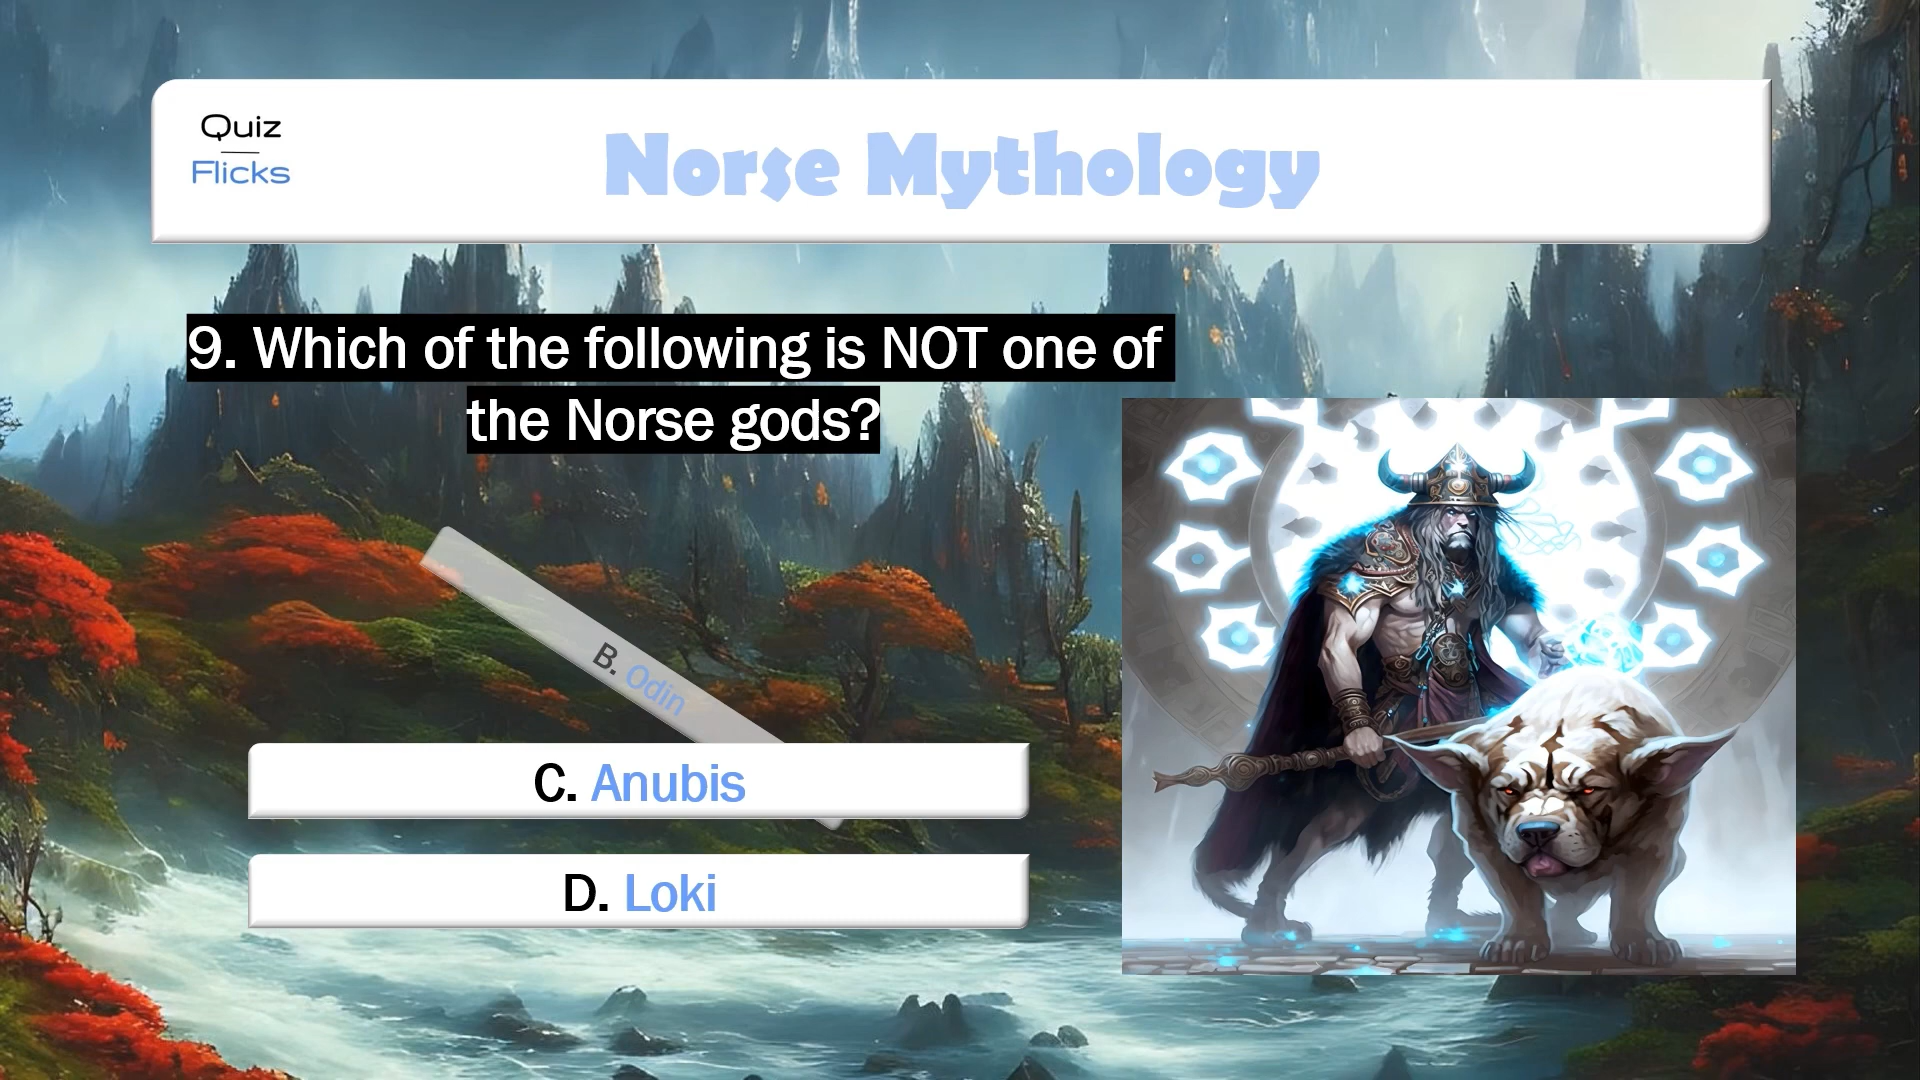 Quiz
Flicks
Norse Mythology
9. Which of the following is NOT one of
the Norse gods?
B. Odin
C. Anubis
D. Loki